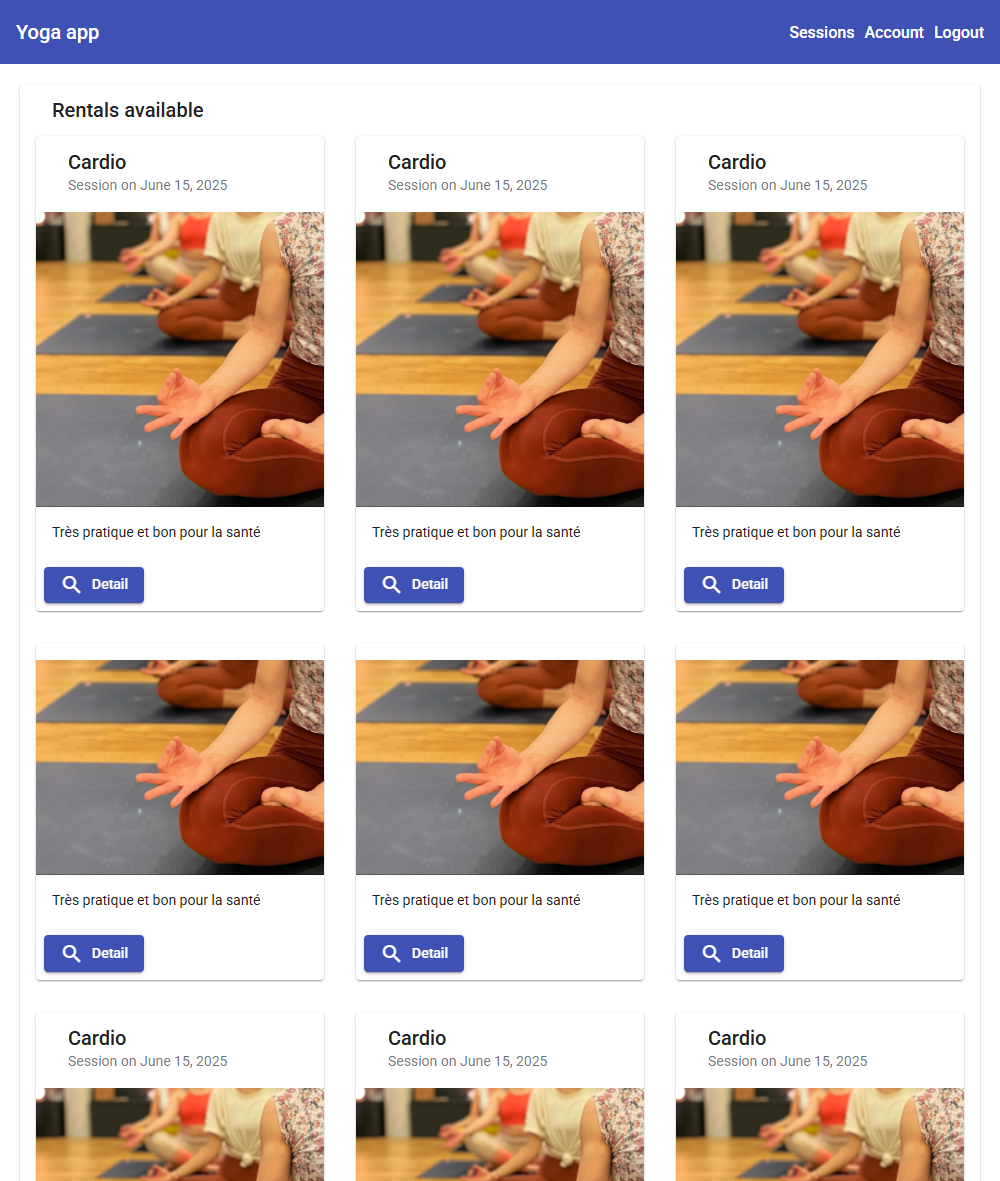 Yoga app
Sessions Account Logout
Rentals available
Cardio
Session on June 15, 2025
Cardio
Session on June 15, 2025
Cardio
Session on June 15, 2025
Très pratique et bon pour la santé
Très pratique et bon pour la santé
Très pratique et bon pour la santé
Detail
Detail
Detail
Très pratique et bon pour la santé
Très pratique et bon pour la santé
Très pratique et bon pour la santé
Detail
Detail
Detail
Cardio
Session on June 15, 2025
Cardio
Session on June 15, 2025
Cardio
Session on June 15, 2025